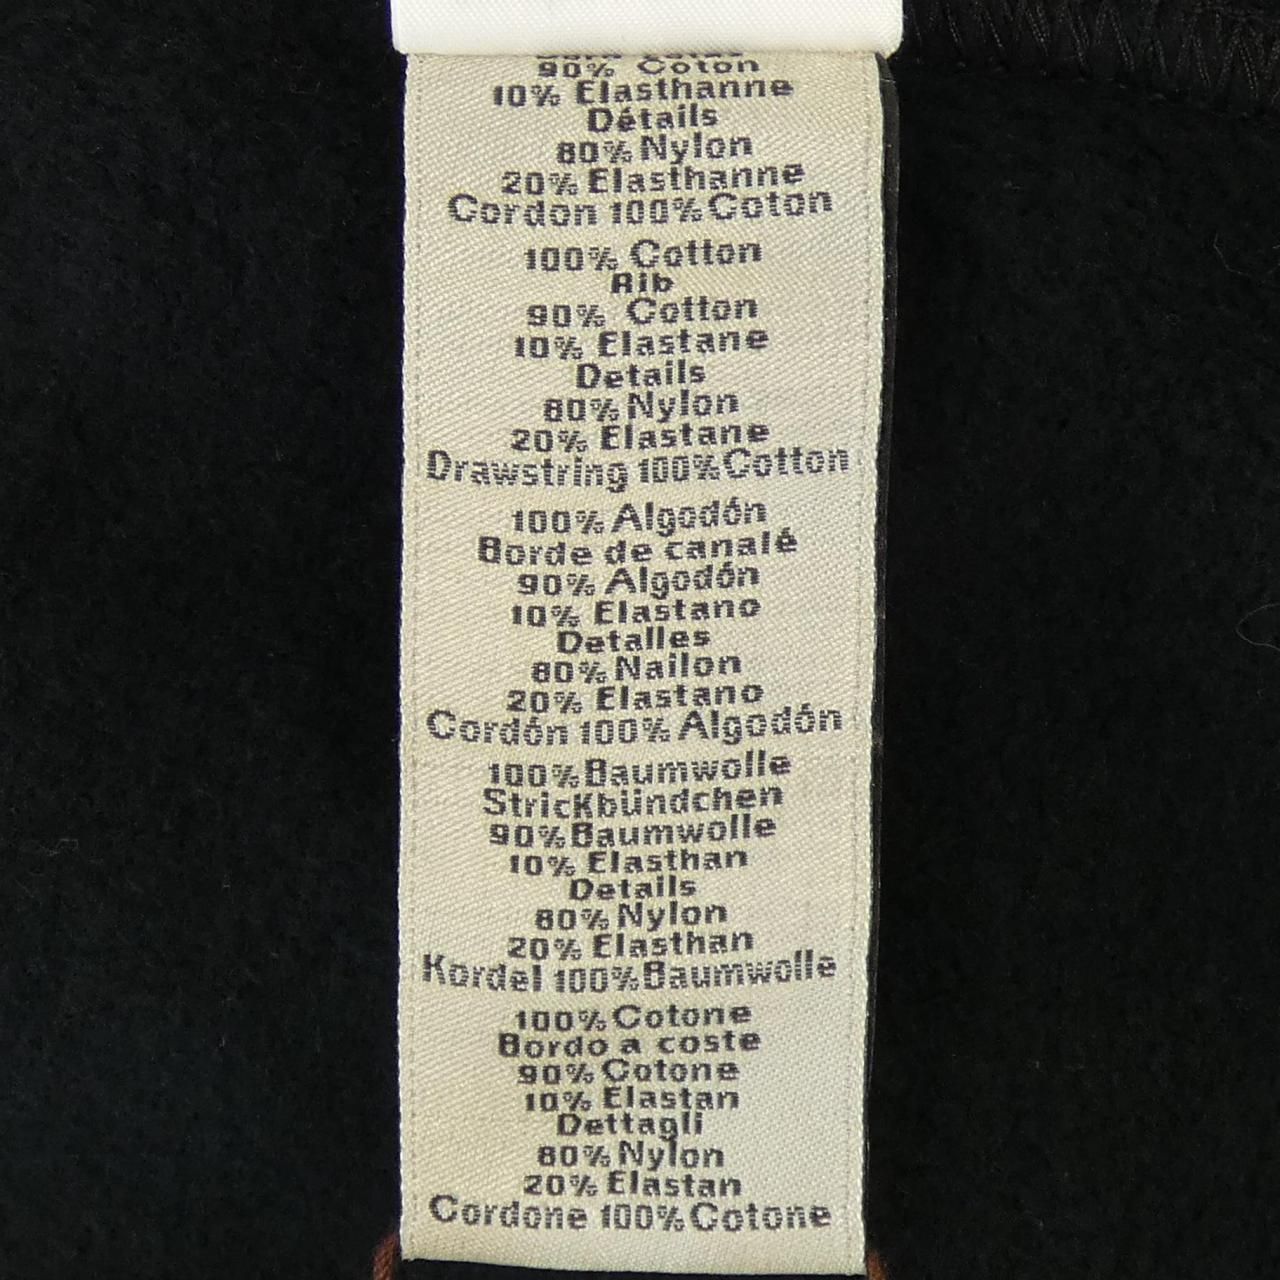 90% Coton
10% Elasthanne
Détails
80% Nylon
20% Elasthanne
Cordon 100% Coton
100% Cotton
Rib
90% Cotton
10% Elastane
Details
80% Nylon
20% Elastane
Drawstring 100% Cotton
100% Algodón
Borde de canalé
90% Algodón
10% Elastano
Detalles
80% Nailon
20% Elastano
Cordón 100% Algodón
100% Baumwolle
StricKbündchen
90% Baumwolle
10% Elasthan
Details
80% Nylon
20% Elasthan
Kordel 100% Baumwolle
100% Cotone
Bordo a coste
90% Cotone
10% Elastan
Dettagli
80% Nylon
20% Elastan
Cordone 100% Cotone